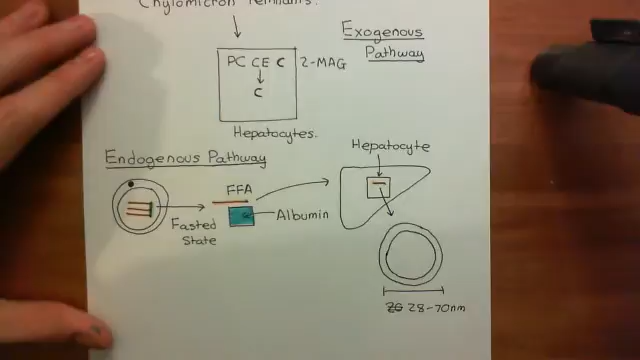 Chylomicron remnants.
Exogenous
Pathway
PC CE C 2-MAG
C
Hepatocytes.
Endogenous Pathway
Hepatocyte
FFA
Albumin
Fasted
State
28-70nm